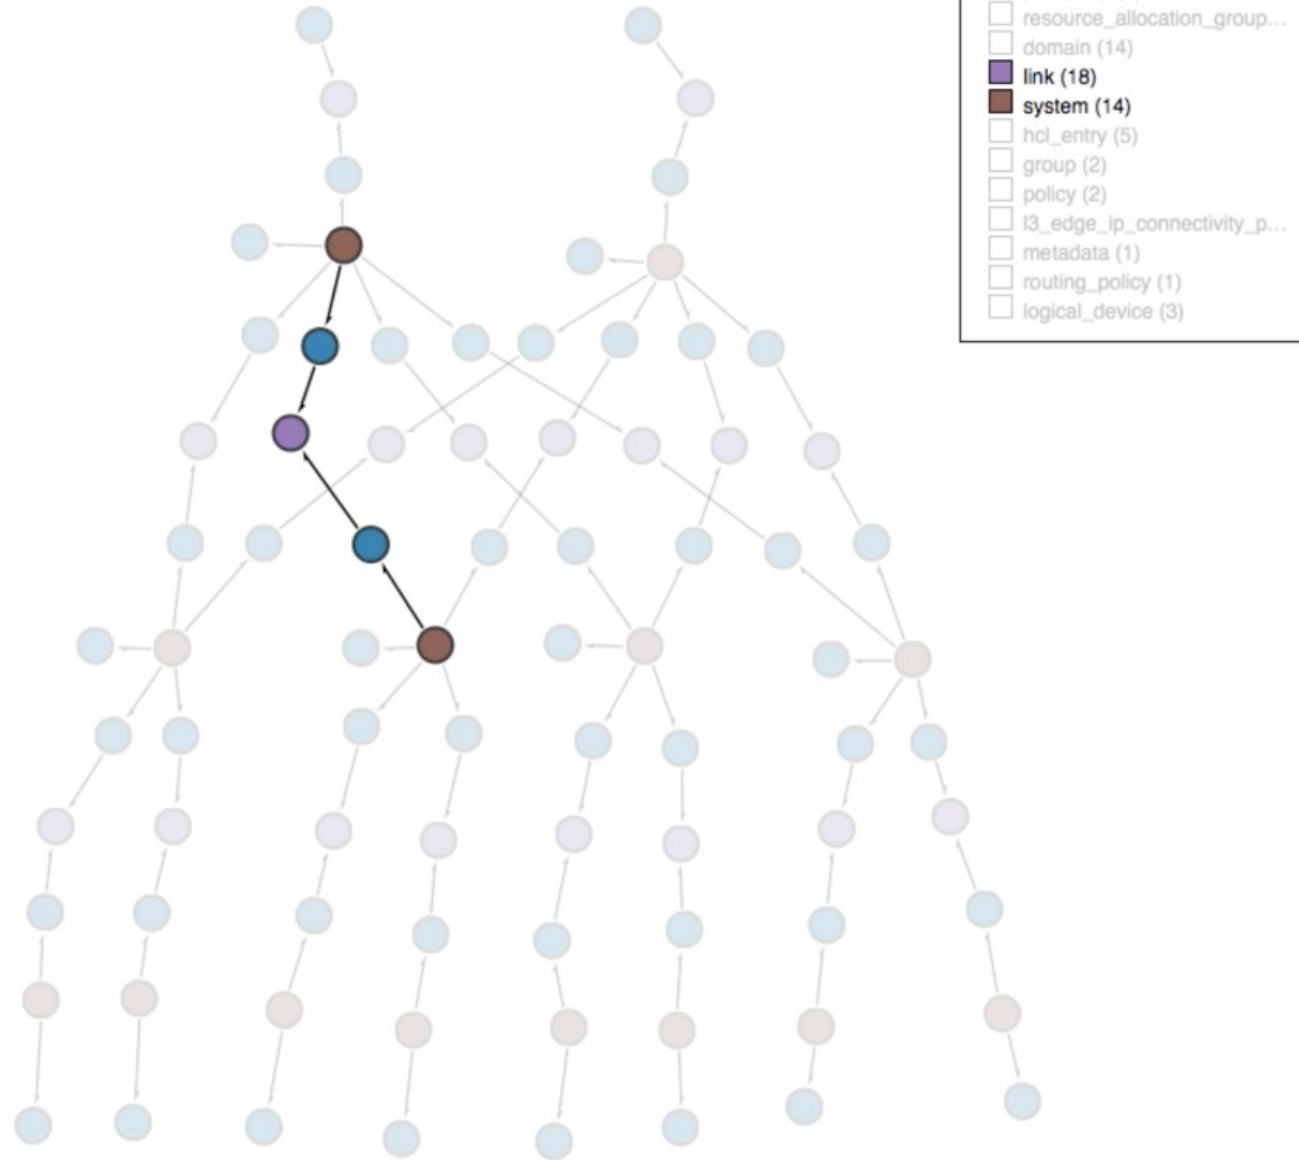 resource_allocation_group...
domain (14)
link (18)
system (14)
hcl_entry (5)
group (2)
policy (2)
l3_edge_ip_connectivity_p...
metadata (1)
routing_policy (1)
logical_device (3)